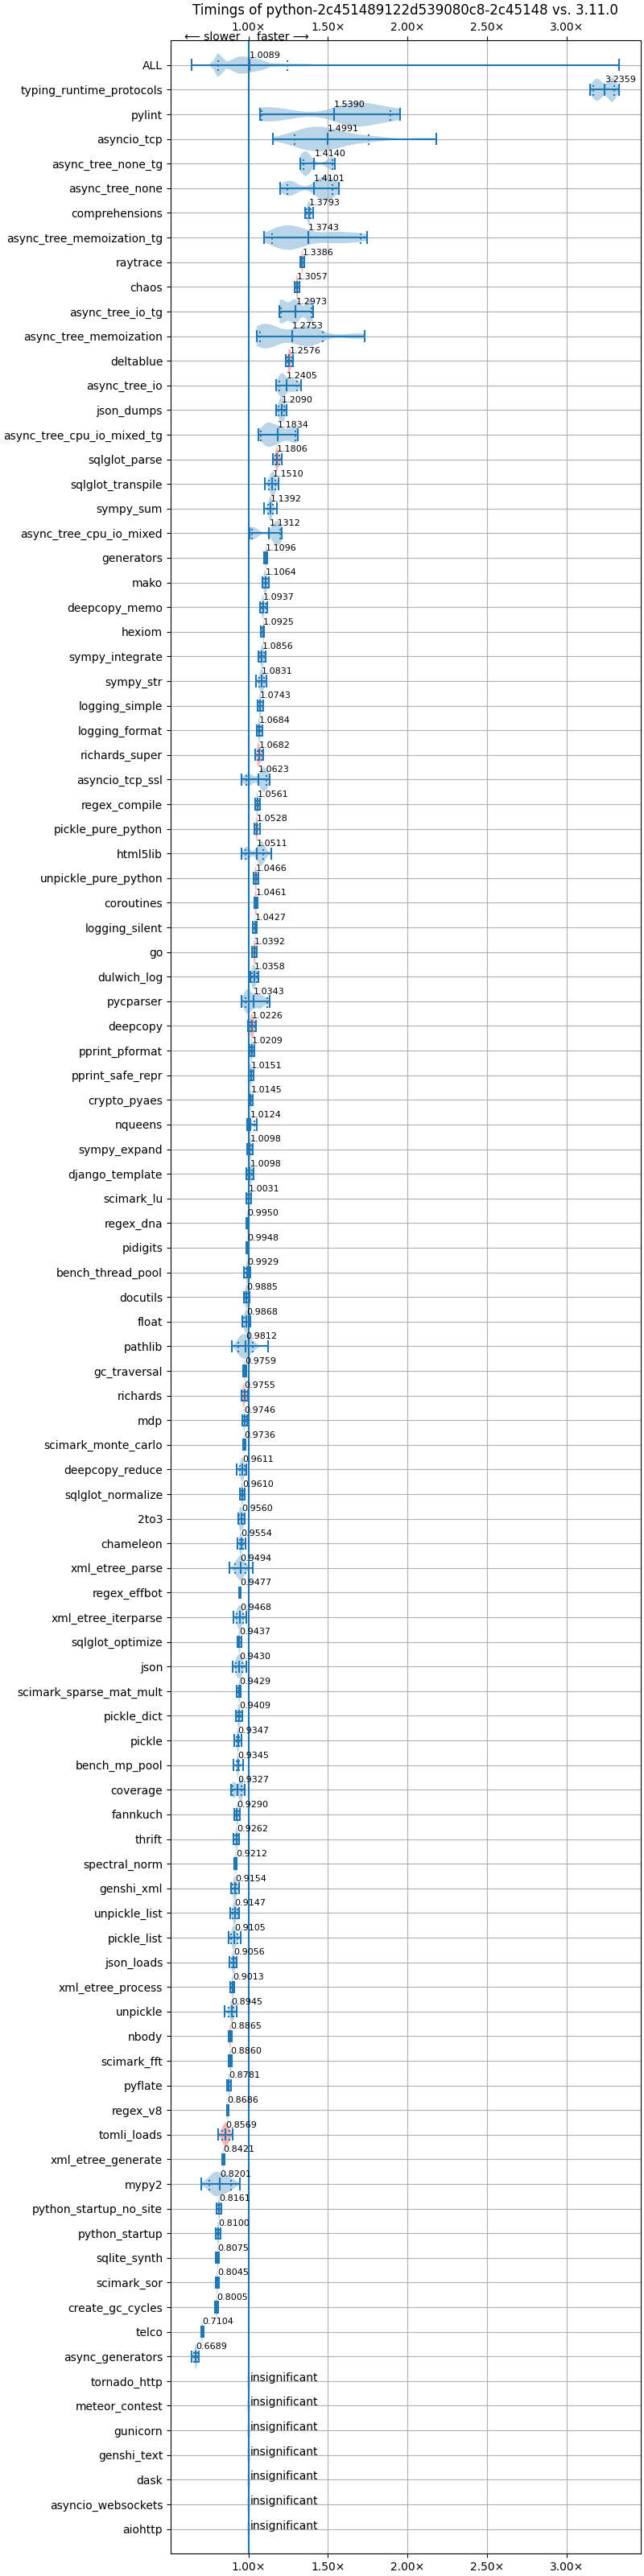 Timings of python-2c451489122d539080c8-2c45148 vs. 3.11.0
1.00× 1.50× 2.00× 2.50× 3.00×
⟵ slower faster ⟶
ALL 1.0089
typing_runtime_protocols 3.2359
pylint 1.5390
asyncio_tcp 1.4991
async_tree_none_tg 1.4140
async_tree_none 1.4101
comprehensions 1.3793
async_tree_memoization_tg 1.3743
raytrace 1.3386
chaos 1.3057
async_tree_io_tg 1.2973
async_tree_memoization 1.2753
deltablue 1.2576
async_tree_io 1.2405
json_dumps 1.2090
async_tree_cpu_io_mixed_tg 1.1834
sqlglot_parse 1.1806
sqlglot_transpile 1.1510
sympy_sum 1.1392
async_tree_cpu_io_mixed 1.1312
generators 1.1096
mako 1.1064
deepcopy_memo 1.0937
hexiom 1.0925
sympy_integrate 1.0856
sympy_str 1.0831
logging_simple 1.0743
logging_format 1.0684
richards_super 1.0682
asyncio_tcp_ssl 1.0623
regex_compile 1.0561
pickle_pure_python 1.0528
html5lib 1.0511
unpickle_pure_python 1.0466
coroutines 1.0461
logging_silent 1.0427
go 1.0392
dulwich_log 1.0358
pycparser 1.0343
deepcopy 1.0226
pprint_pformat 1.0209
pprint_safe_repr 1.0151
crypto_pyaes 1.0145
nqueens 1.0124
sympy_expand 1.0098
django_template 1.0098
scimark_lu 1.0031
regex_dna 0.9950
pidigits 0.9948
bench_thread_pool 0.9929
docutils 0.9885
float 0.9868
pathlib 0.9812
gc_traversal 0.9759
richards 0.9755
mdp 0.9746
scimark_monte_carlo 0.9736
deepcopy_reduce 0.9611
sqlglot_normalize 0.9610
2to3 0.9560
chameleon 0.9554
xml_etree_parse 0.9494
regex_effbot 0.9477
xml_etree_iterparse 0.9468
sqlglot_optimize 0.9437
json 0.9430
scimark_sparse_mat_mult 0.9429
pickle_dict 0.9409
pickle 0.9347
bench_mp_pool 0.9345
coverage 0.9327
fannkuch 0.9290
thrift 0.9262
spectral_norm 0.9212
genshi_xml 0.9154
unpickle_list 0.9147
pickle_list 0.9105
json_loads 0.9056
xml_etree_process 0.9013
unpickle 0.8945
nbody 0.8865
scimark_fft 0.8860
pyflate 0.8781
regex_v8 0.8686
tomli_loads 0.8569
xml_etree_generate 0.8421
mypy2 0.8201
python_startup_no_site 0.8161
python_startup 0.8100
sqlite_synth 0.8075
scimark_sor 0.8045
create_gc_cycles 0.8005
telco 0.7104
async_generators 0.6689
tornado_http insignificant
meteor_contest insignificant
gunicorn insignificant
genshi_text insignificant
dask insignificant
asyncio_websockets insignificant
aiohttp insignificant
1.00× 1.50× 2.00× 2.50× 3.00×